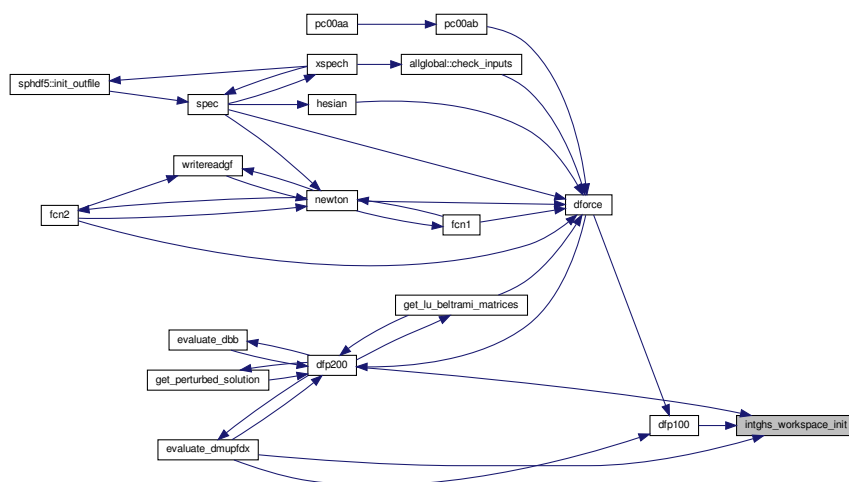 pc00aa
pc00ab
xspech
allglobal::check_inputs
sphdf5::init_outfile
spec
hesian
writereadgf
newton
dforce
fcn2
fcn1
get_lu_beltrami_matrices
evaluate_dbb
dfp200
get_perturbed_solution
dfp100
intghs_workspace_init
evaluate_dmupfdx